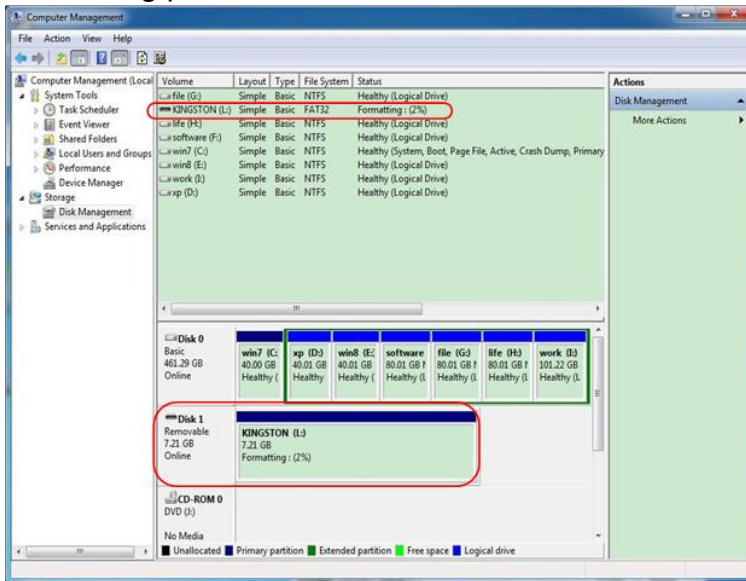 Computer Management
File Action View Help
Computer Management (Local
System Tools
Task Scheduler
Event Viewer
Shared Folders
Local Users and Groups
Performance
Device Manager
Storage
Disk Management
Services and Applications
Volume Layout Type File System Status
file (G:) Simple Basic NTFS Healthy (Logical Drive)
KINGSTON (L:) Simple Basic FAT32 Formatting : (2%)
life (H:) Simple Basic NTFS Healthy (Logical Drive)
software (F:) Simple Basic NTFS Healthy (Logical Drive)
win7 (C:) Simple Basic NTFS Healthy (System, Boot, Page File, Active, Crash Dump, Primary
win8 (E:) Simple Basic NTFS Healthy (Logical Drive)
work (I:) Simple Basic NTFS Healthy (Logical Drive)
xp (D:) Simple Basic NTFS Healthy (Logical Drive)
Actions
Disk Management
More Actions
Disk 0
Basic
461.29 GB
Online
win7 (C: xp (D:) win8 (E: software file (G:) life (H:) work (I:)
40.00 GB 40.01 GB 40.01 GB 80.01 GB 80.01 GB 80.01 GB 101.22 GB
Healthy ( Healthy Healthy ( Healthy (L Healthy (L Healthy (L Healthy (L
Disk 1
Removable
7.21 GB
Online
KINGSTON (L:)
7.21 GB
Formatting : (2%)
CD-ROM 0
DVD (J:)
No Media
Unallocated Primary partition Extended partition Free space Logical drive